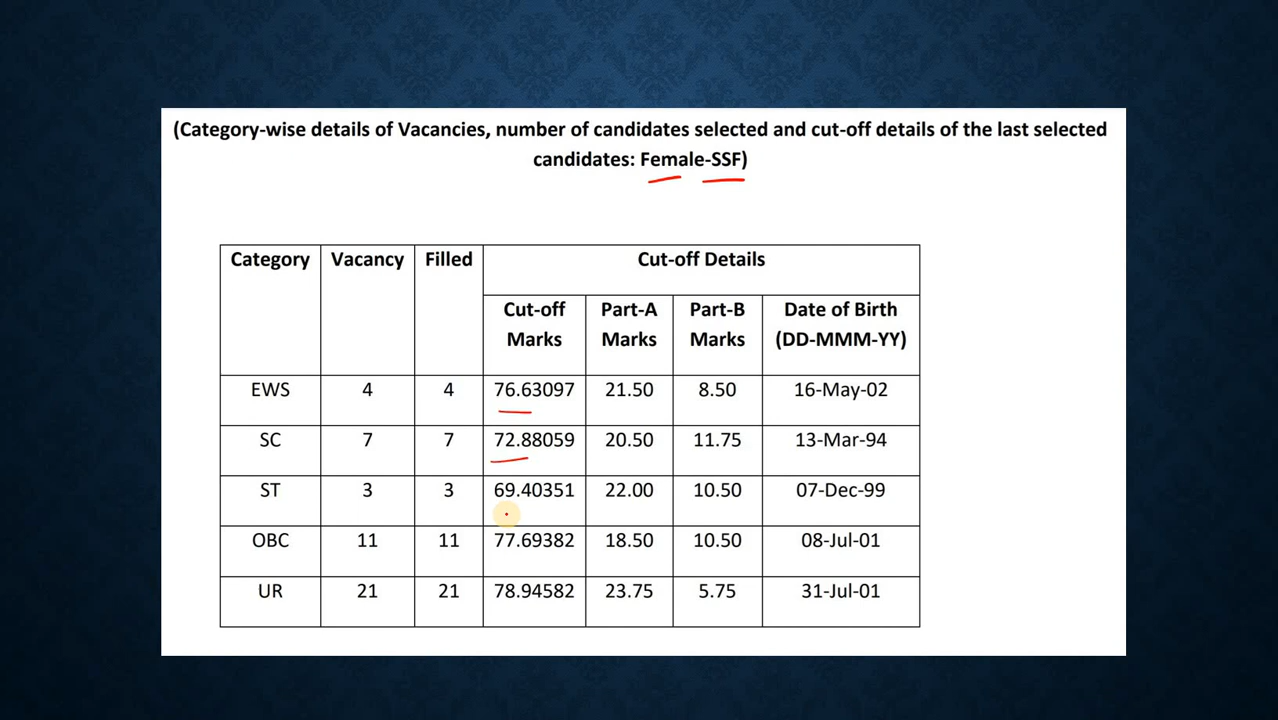 (Category-wise details of Vacancies, number of candidates selected and cut-off details of the last selected
candidates: Female-SSF)
Category Vacancy Filled Cut-off Details
Cut-off Marks Part-A Marks Part-B Marks Date of Birth (DD-MMM-YY)
EWS 4 4 76.63097 21.50 8.50 16-May-02
SC 7 7 72.88059 20.50 11.75 13-Mar-94
ST 3 3 69.40351 22.00 10.50 07-Dec-99
OBC 11 11 77.69382 18.50 10.50 08-Jul-01
UR 21 21 78.94582 23.75 5.75 31-Jul-01